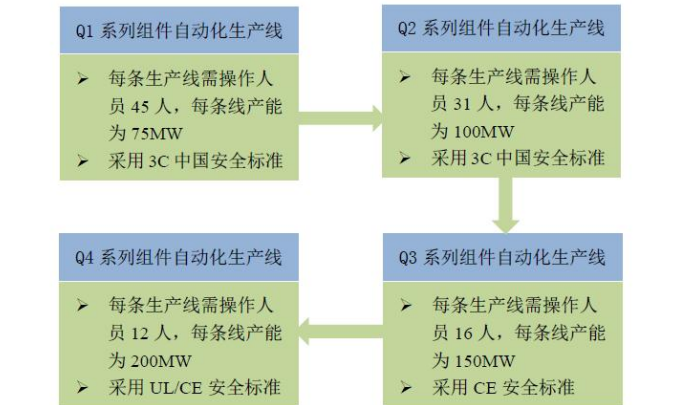 Q1 系列组件自动化生产线
➢ 每条生产线需操作人
员 45 人，每条线产能
为 75MW
➢ 采用 3C 中国安全标准
Q2 系列组件自动化生产线
➢ 每条生产线需操作人
员 31 人，每条线产能
为 100MW
➢ 采用 3C 中国安全标准
Q3 系列组件自动化生产线
➢ 每条生产线需操作人
员 16 人，每条线产能
为 150MW
➢ 采用 CE 安全标准
Q4 系列组件自动化生产线
➢ 每条生产线需操作人
员 12 人，每条线产能
为 200MW
➢ 采用 UL/CE 安全标准